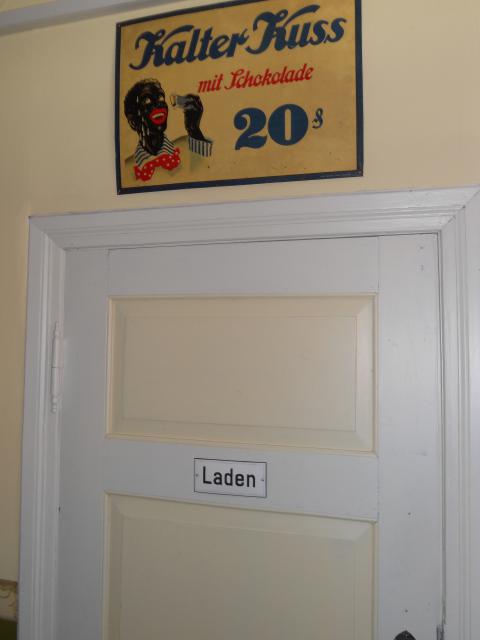 Kalter Kuss
mit Schokolade
20 ₰
Laden